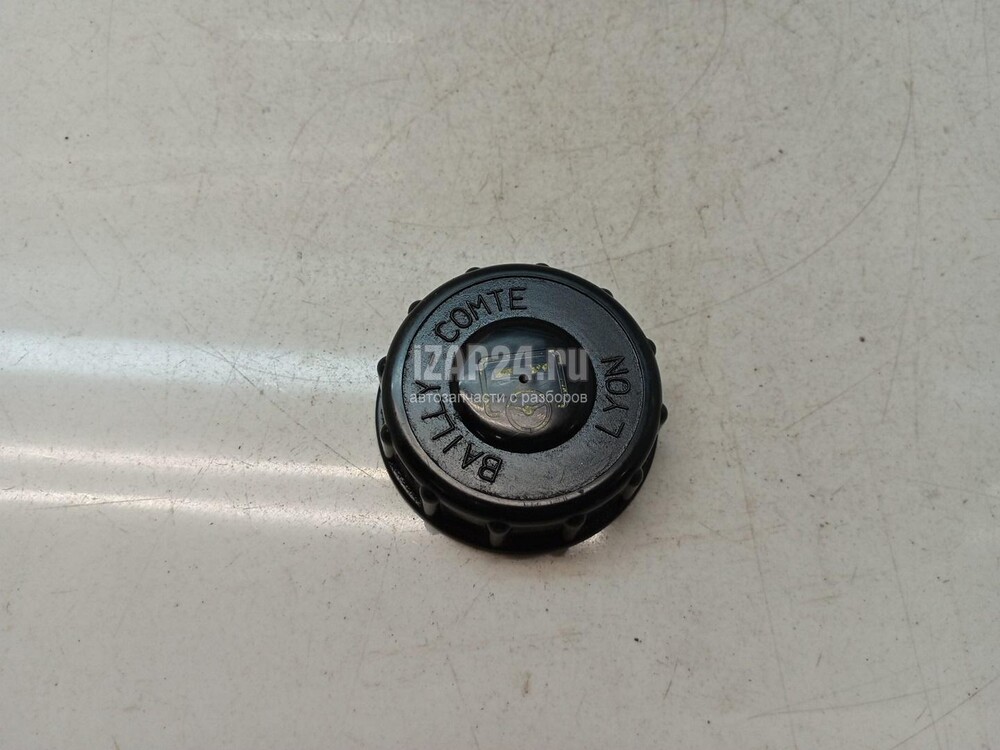 BAILLY COMTE
LYON
iZAP24.ru
автозапчасти с разборов